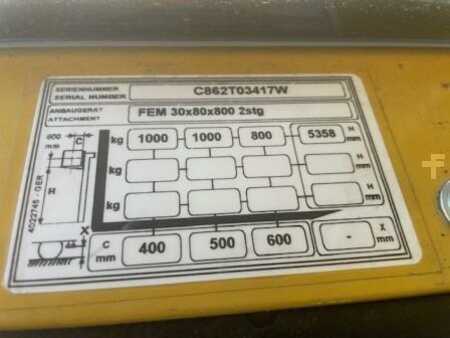 SERIENNUMMER
SERIAL NUMBER
C862T03417W
ANBAUGERÄT
ATTACHMENT
FEM 30x80x800 2stg
600 mm
C
kg 1000 1000 800 5358 H mm
kg H mm
kg H mm
H
4022745 - GER
X
C mm 400 500 600 - X mm